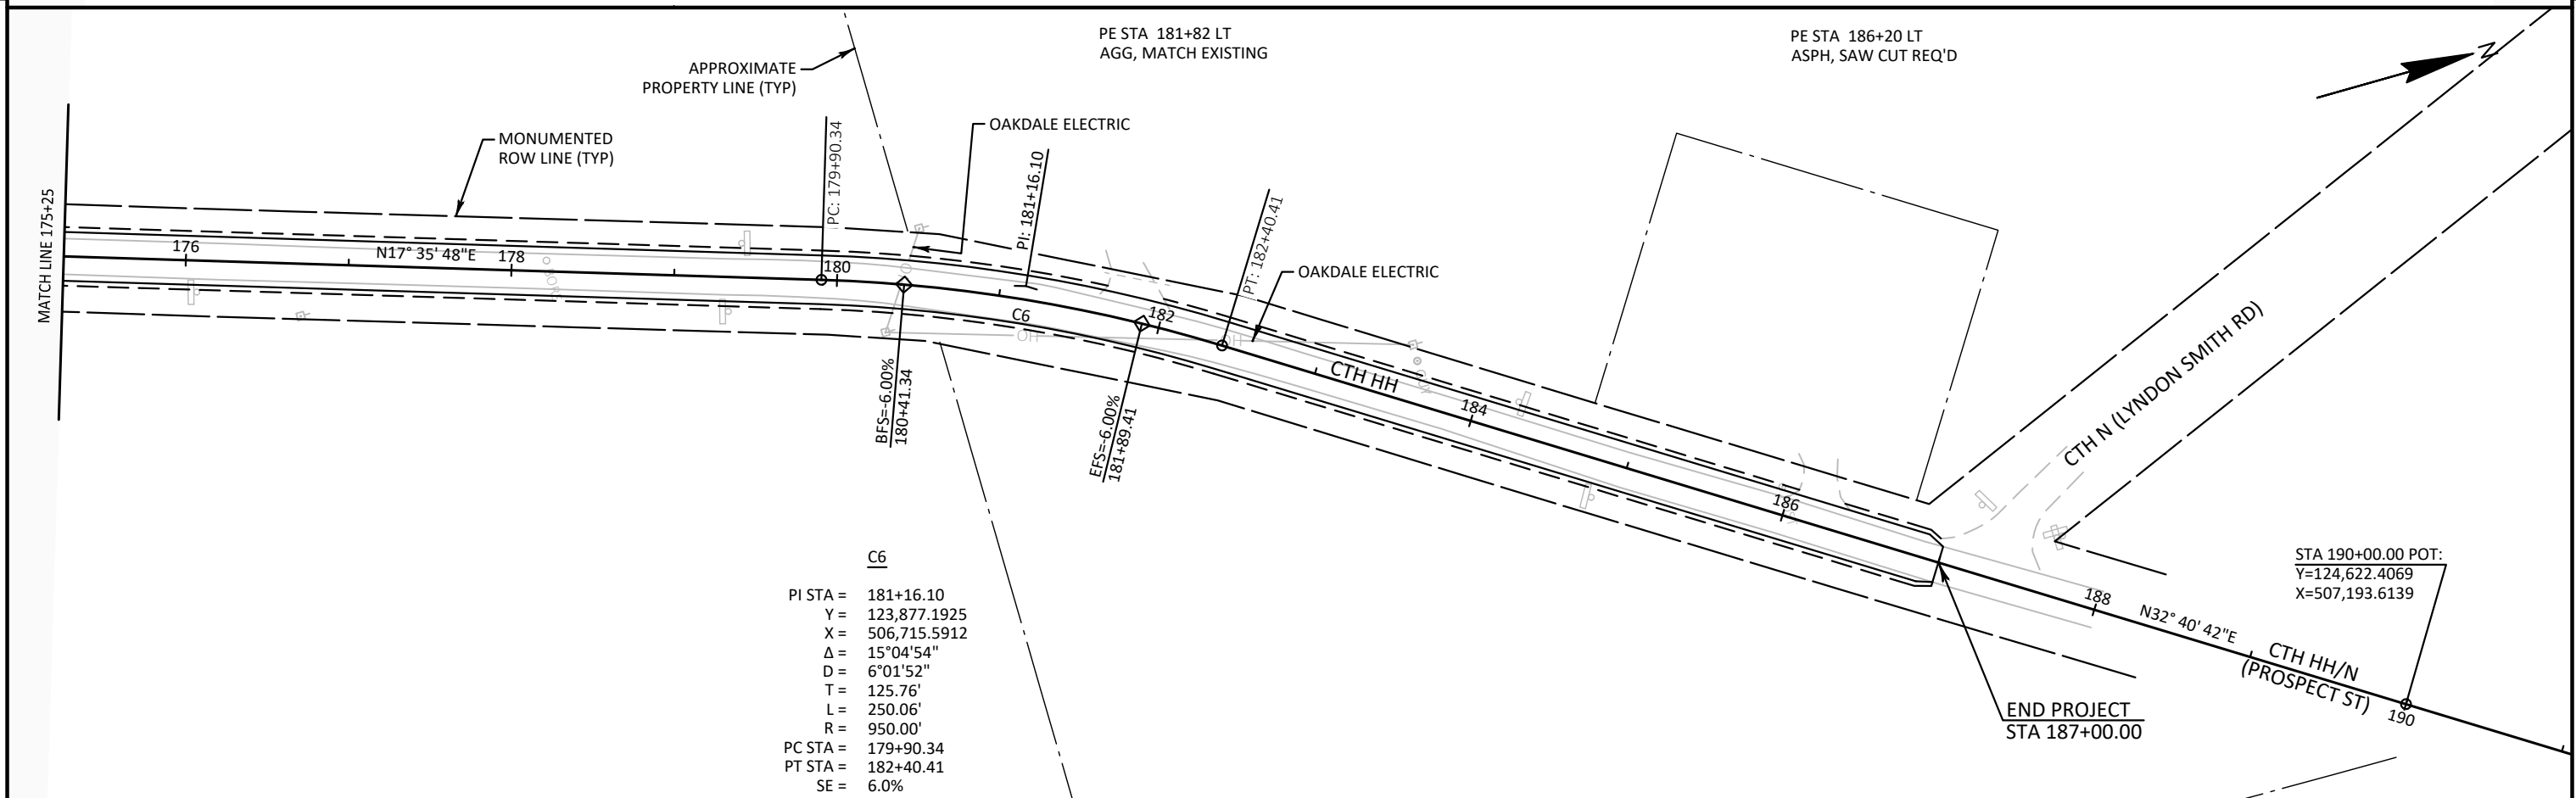 PE STA 181+82 LT
AGG, MATCH EXISTING
PE STA 186+20 LT
ASPH, SAW CUT REQ'D
N
APPROXIMATE
PROPERTY LINE (TYP)
MONUMENTED
ROW LINE (TYP)
OAKDALE ELECTRIC
PC: 179+90.34
PI: 181+16.10
PT: 182+40.41
MATCH LINE 175+25
176
N17° 35' 48"E
178
180
C6
182
OAKDALE ELECTRIC
OH
OH
BFS=-6.00%
180+41.34
EFS=-6.00%
181+89.41
CTH HH
184
186
CTH N (LYNDON SMITH RD)
188
N32° 40' 42"E
CTH HH/N
(PROSPECT ST)
190
STA 190+00.00 POT:
Y=124,622.4069
X=507,193.6139
END PROJECT
STA 187+00.00
C6
PI STA = 181+16.10
Y = 123,877.1925
X = 506,715.5912
Δ = 15°04'54"
D = 6°01'52"
T = 125.76'
L = 250.06'
R = 950.00'
PC STA = 179+90.34
PT STA = 182+40.41
SE = 6.0%